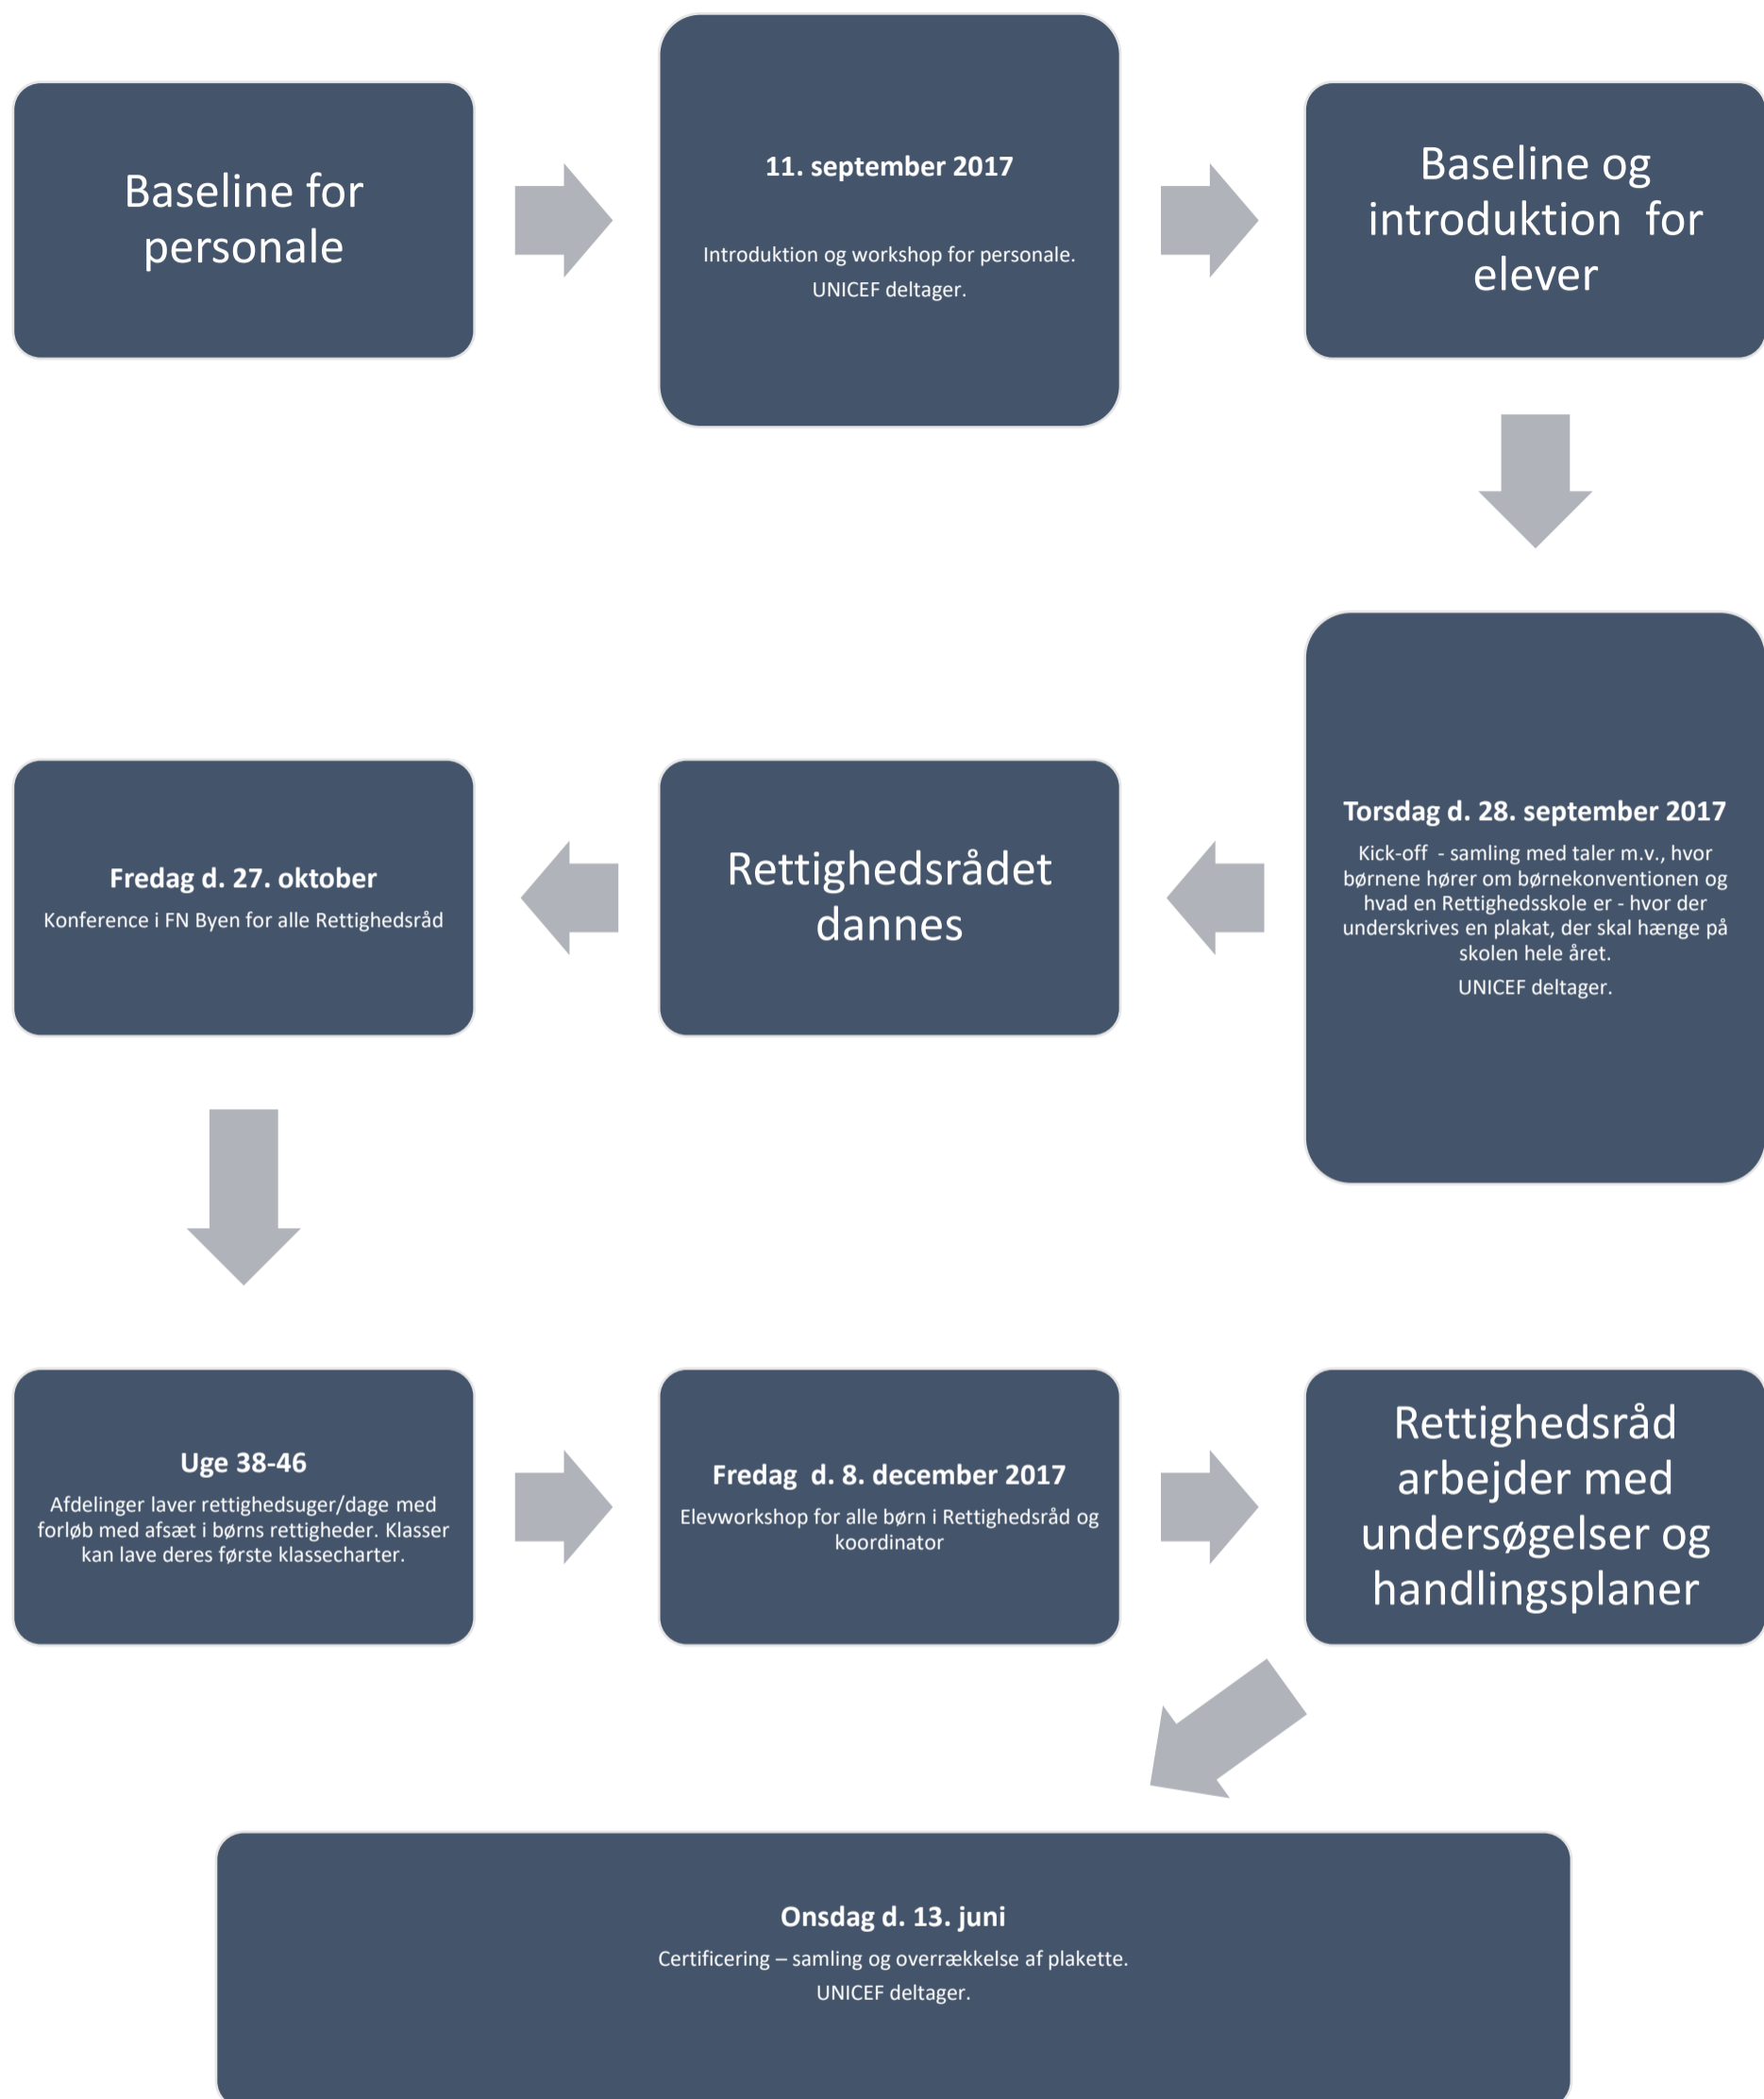 Baseline for
personale
11. september 2017
Introduktion og workshop for personale.
UNICEF deltager.
Baseline og
introduktion  for
elever
Torsdag d. 28. september 2017
Kick-off  - samling med taler m.v., hvor
børnene hører om børnekonventionen og
hvad en Rettighedsskole er - hvor der
underskrives en plakat, der skal hænge på
skolen hele året.
UNICEF deltager.
Rettighedsrådet
dannes
Fredag d. 27. oktober
Konference i FN Byen for alle Rettighedsråd
Uge 38-46
Afdelinger laver rettighedsuger/dage med
forløb med afsæt i børns rettigheder. Klasser
kan lave deres første klassecharter.
Fredag  d. 8. december 2017
Elevworkshop for alle børn i Rettighedsråd og
koordinator
Rettighedsråd
arbejder med
undersøgelser og
handlingsplaner
Onsdag d. 13. juni
Certificering – samling og overrækkelse af plakette.
UNICEF deltager.